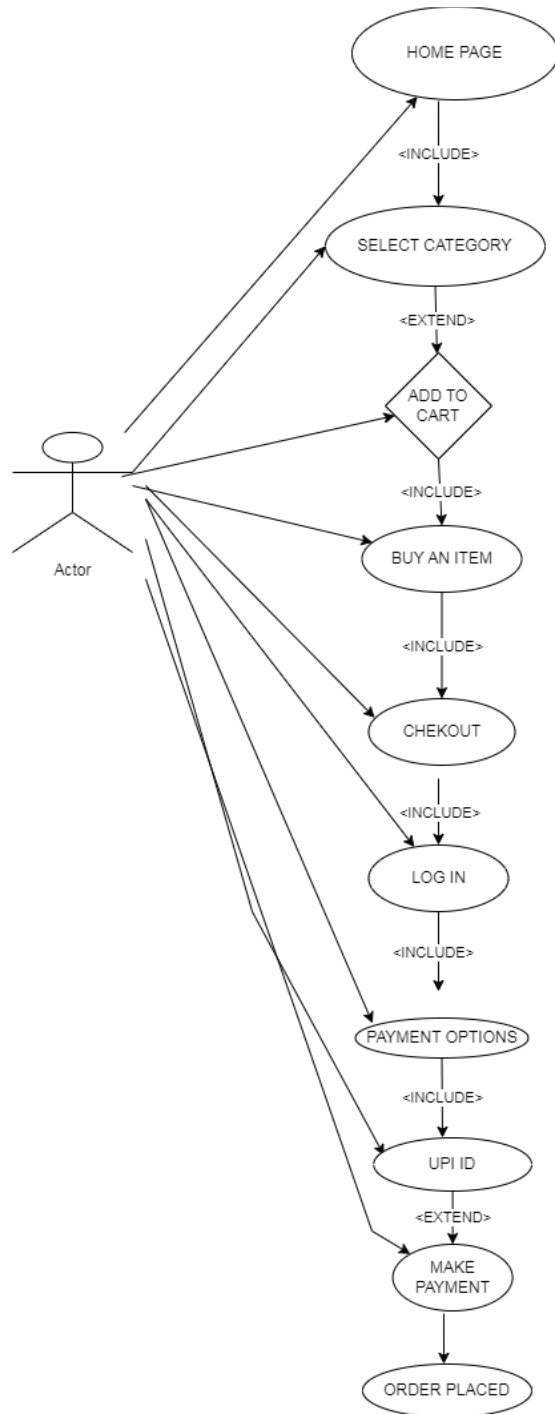 HOME PAGE
<INCLUDE>
SELECT CATEGORY
<EXTEND>
ADD TO
CART
<INCLUDE>
Actor
BUY AN ITEM
<INCLUDE>
CHEKOUT
<INCLUDE>
LOG IN
<INCLUDE>
PAYMENT OPTIONS
<INCLUDE>
UPI ID
<EXTEND>
MAKE
PAYMENT
ORDER PLACED